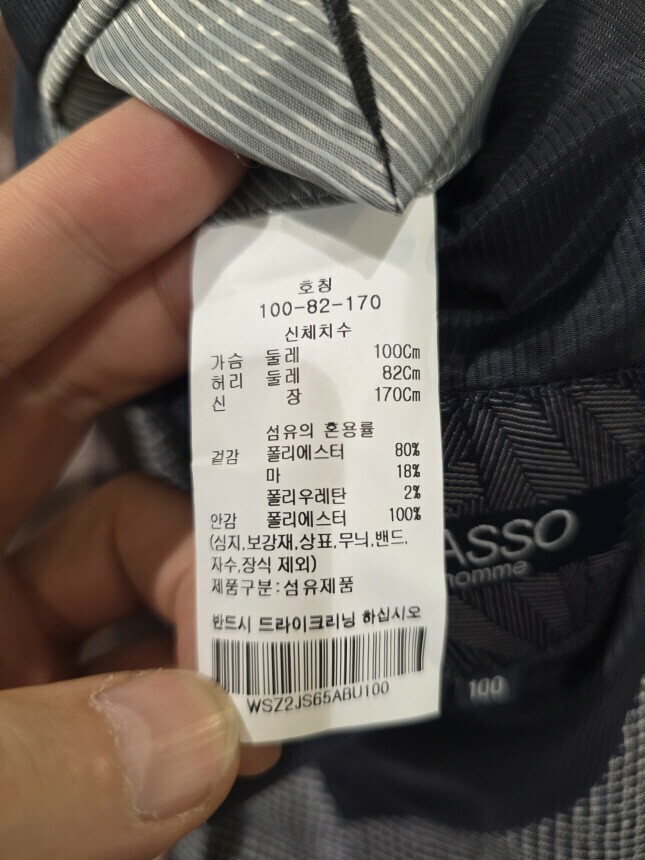 호칭
100-82-170
신체치수
가슴 둘레 100Cm
허리 둘레 82Cm
신 장 170Cm
섬유의 혼용률
겉감 폴리에스터 80%
마 18%
폴리우레탄 2%
안감 폴리에스터 100%
(심지,보강재,상표,무늬,밴드,
자수,장식 제외)
제품구분:섬유제품
반드시 드라이크리닝 하십시오
WSZ2JS65ABU100
ASSO
homme
100